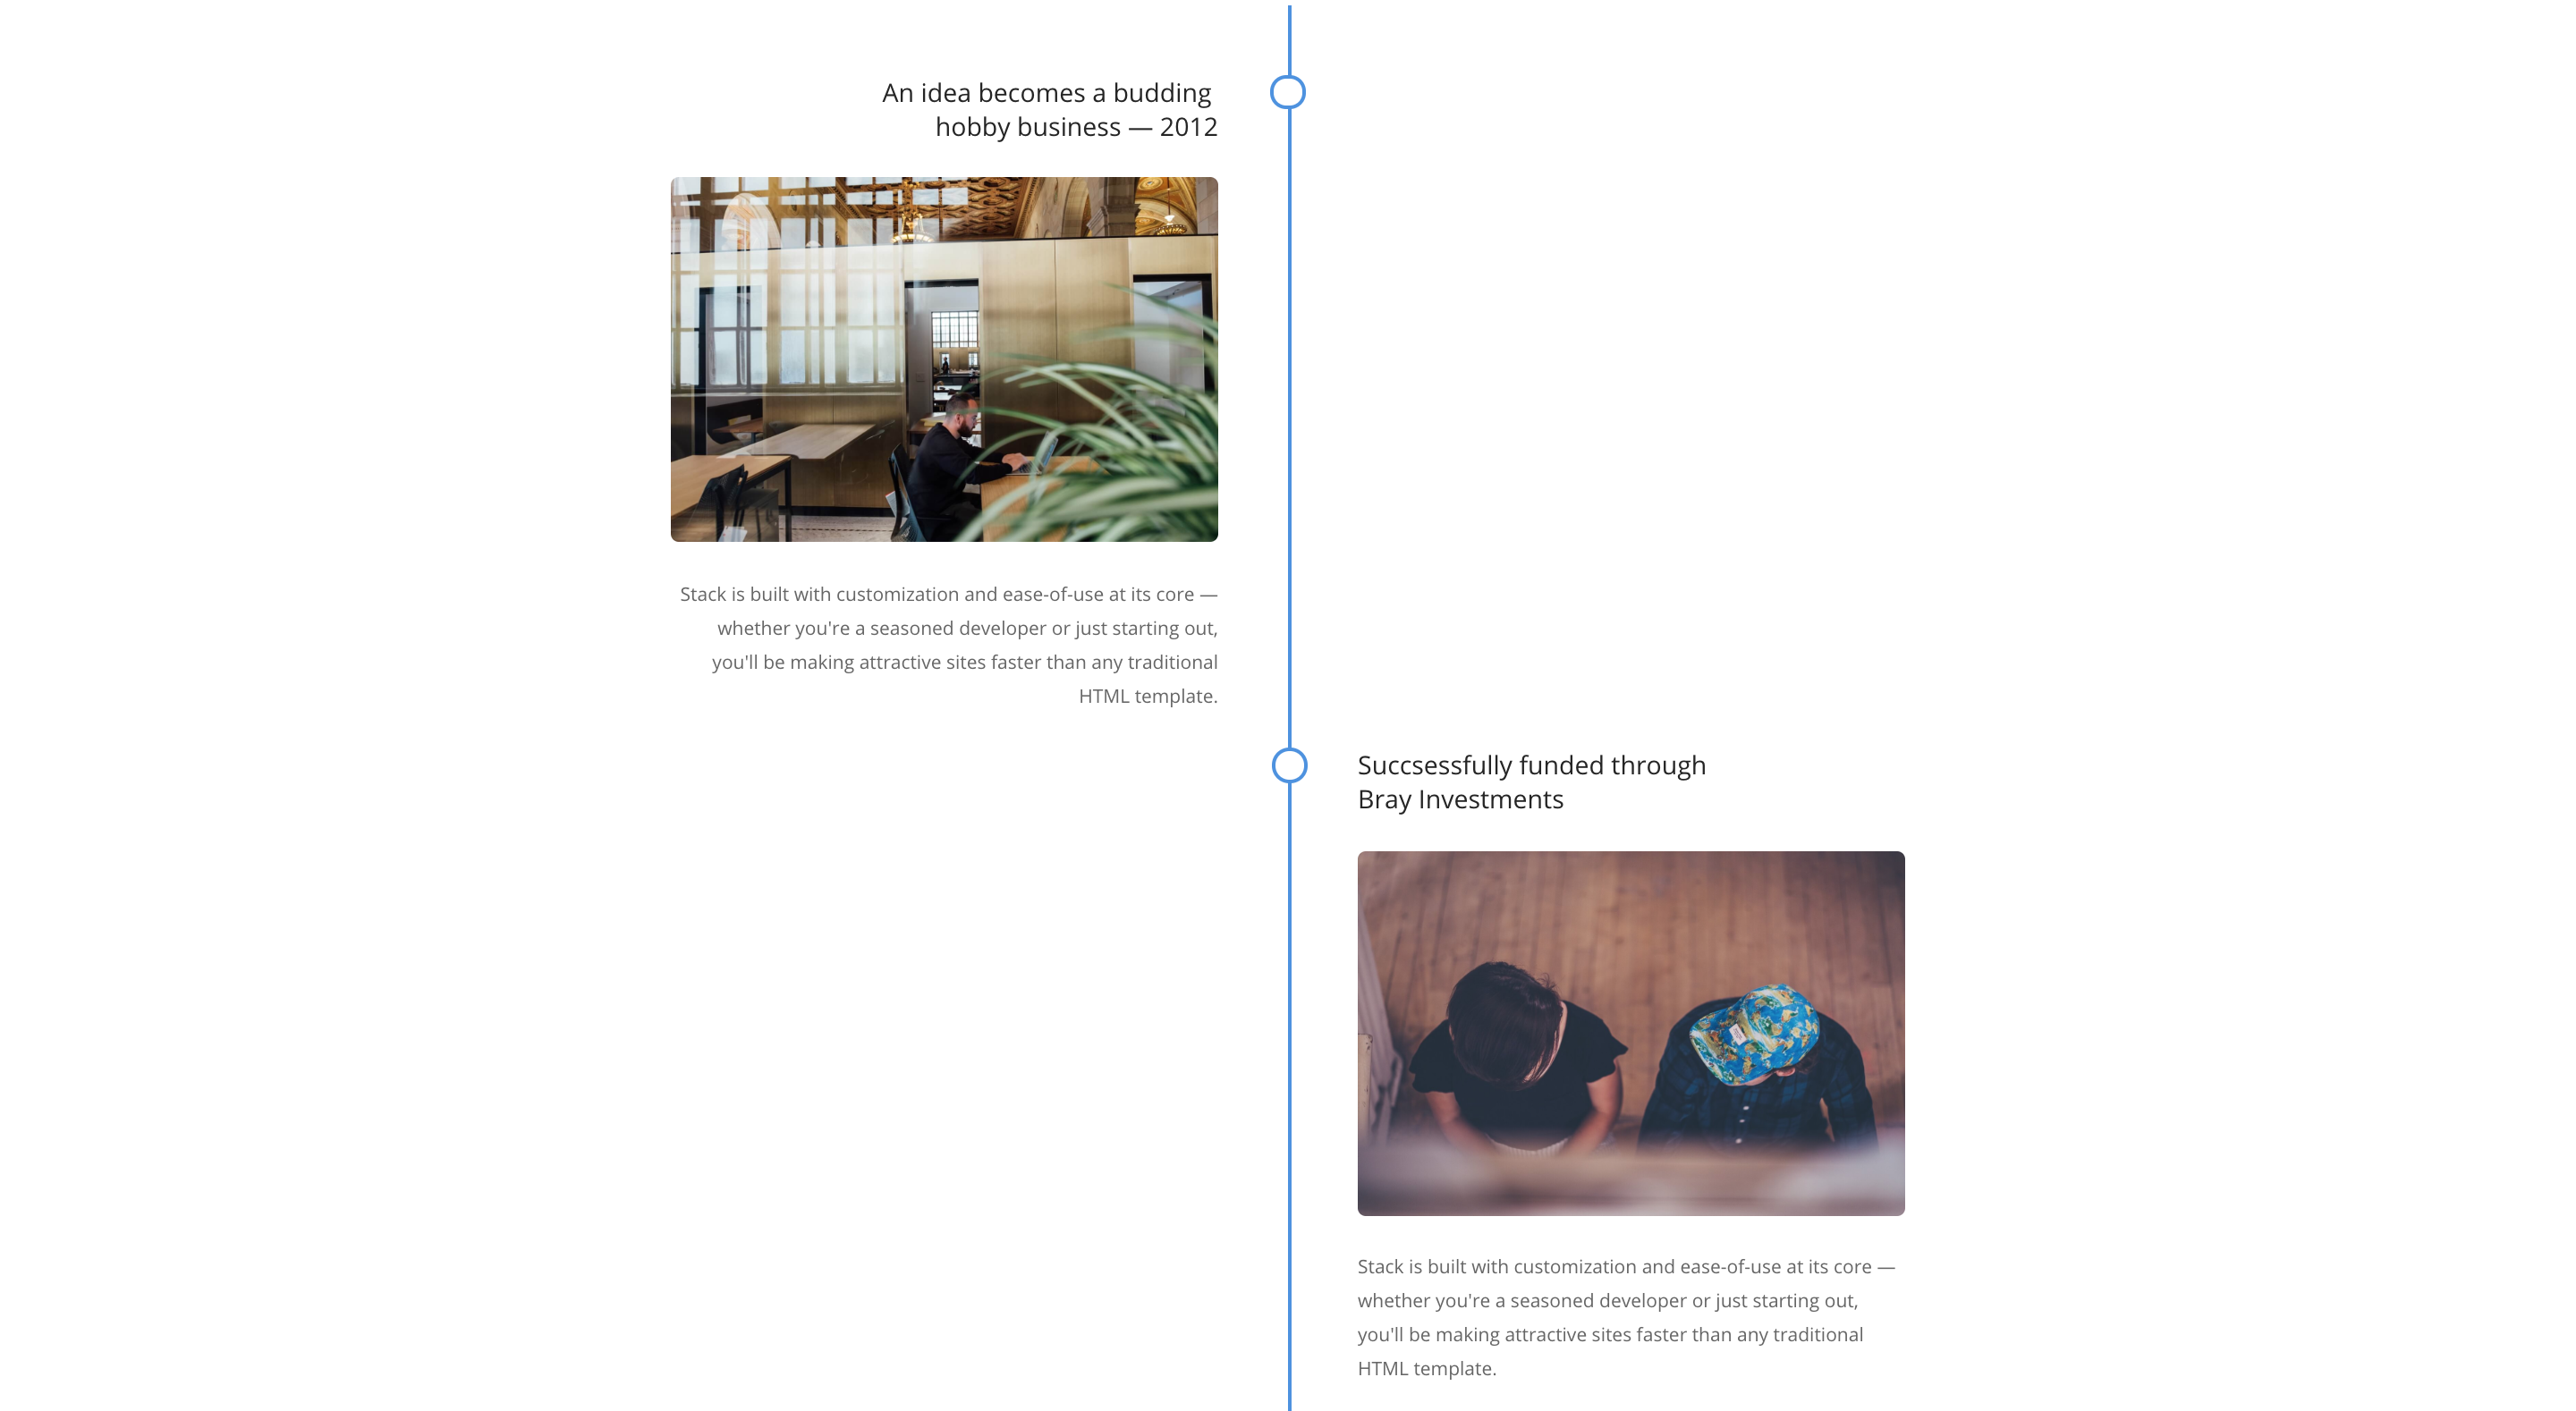 An idea becomes a budding
hobby business — 2012
Stack is built with customization and ease-of-use at its core —
whether you're a seasoned developer or just starting out,
you'll be making attractive sites faster than any traditional
HTML template.
Succsessfully funded through
Bray Investments
Stack is built with customization and ease-of-use at its core —
whether you're a seasoned developer or just starting out,
you'll be making attractive sites faster than any traditional
HTML template.